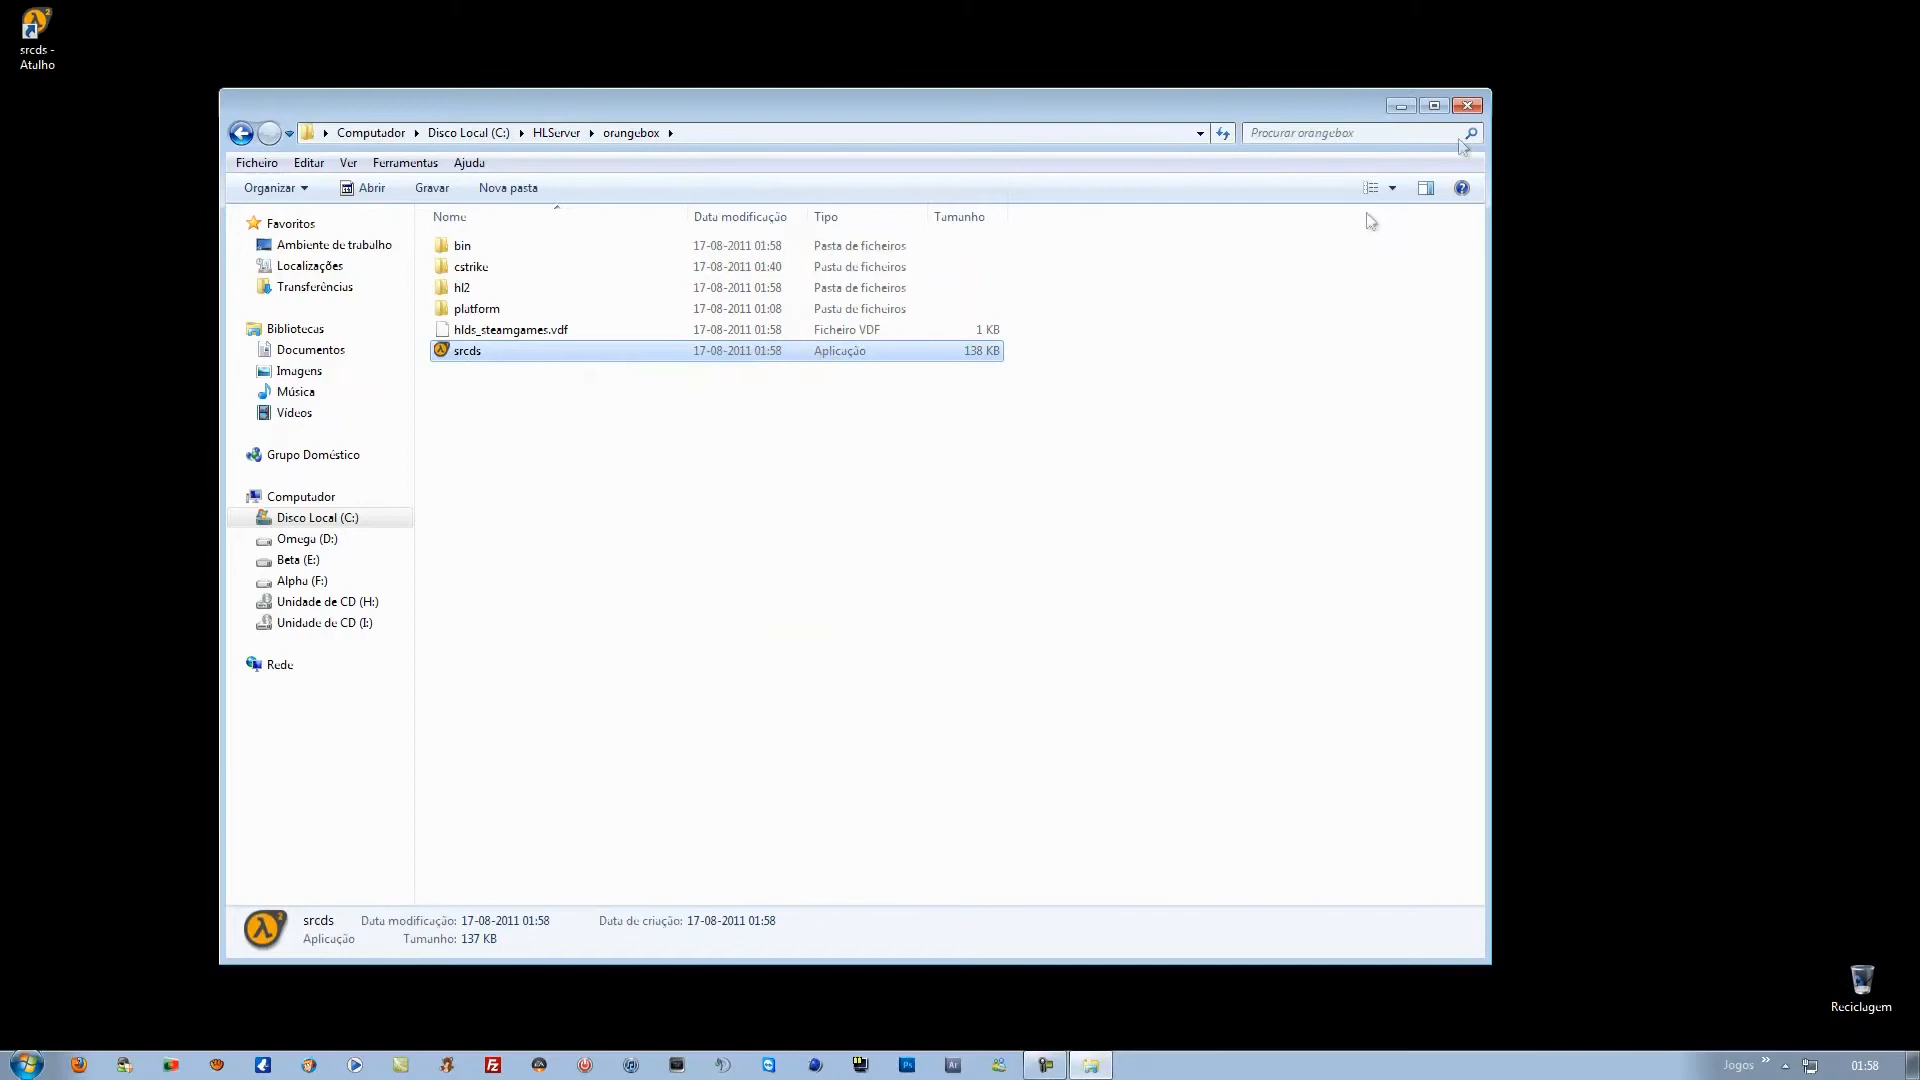 srcds -
Atalho
Computador Disco Local (C:) HLServer orangebox
Procurar orangebox
Ficheiro Editar Ver Ferramentas Ajuda
Organizar Abrir Gravar Nova pasta
Nome Data modificação Tipo Tamanho
Favoritos
Ambiente de trabalho
Localizações
Transferências
Bibliotecas
Documentos
Imagens
Música
Vídeos
Grupo Doméstico
Computador
Disco Local (C:)
Omega (D:)
Beta (E:)
Alpha (F:)
Unidade de CD (H:)
Unidade de CD (I:)
Rede
bin 17-08-2011 01:58 Pasta de ficheiros
cstrike 17-08-2011 01:40 Pasta de ficheiros
hl2 17-08-2011 01:58 Pasta de ficheiros
platform 17-08-2011 01:08 Pasta de ficheiros
hlds_steamgames.vdf 17-08-2011 01:58 Ficheiro VDF 1 KB
srcds 17-08-2011 01:58 Aplicação 138 KB
srcds Data modificação: 17-08-2011 01:58 Data de criação: 17-08-2011 01:58
Aplicação Tamanho: 137 KB
Reciclagem
Jogos 01:58